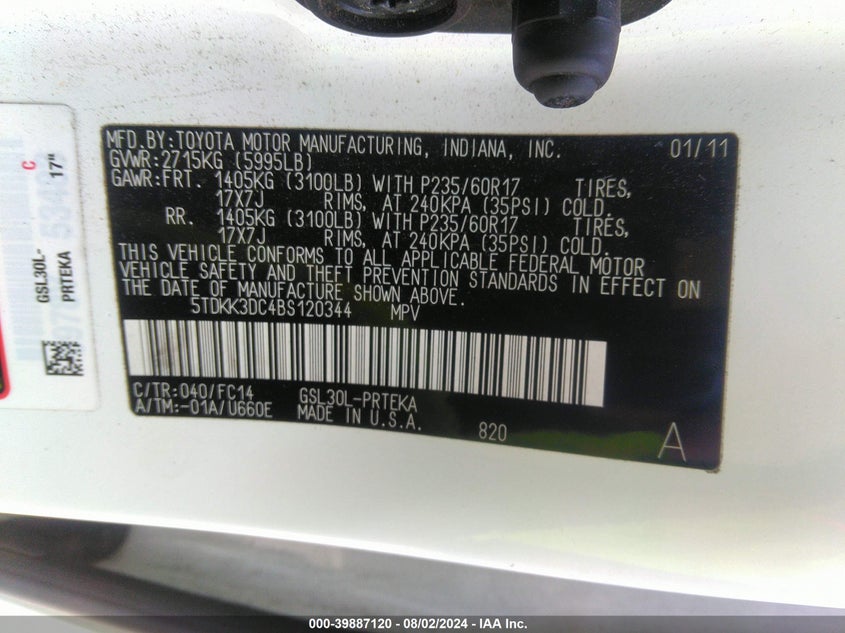 MFD.BY:TOYOTA MOTOR MANUFACTURING, INDIANA, INC. 01/11
GVWR:2715KG (5995LB)
GAWR:FRT. 1405KG (3100LB) WITH P235/60R17 TIRES,
17X7J RIMS, AT 240KPA (35PSI) COLD.
RR. 1405KG (3100LB) WITH P235/60R17 TIRES,
17X7J RIMS, AT 240KPA (35PSI) COLD.
THIS VEHICLE CONFORMS TO ALL APPLICABLE FEDERAL MOTOR
VEHICLE SAFETY AND THEFT PREVENTION STANDARDS IN EFFECT ON
THE DATE OF MANUFACTURE SHOWN ABOVE.
5TDKK3DC4BS120344 MPV
C/TR:040/FC14 GSL30L-PRTEKA
A/TM:-01A/U660E MADE IN U.S.A.
820 A
GSL30L-
PRTEKA
C
17"
000-39887120 - 08/02/2024 - IAA Inc.